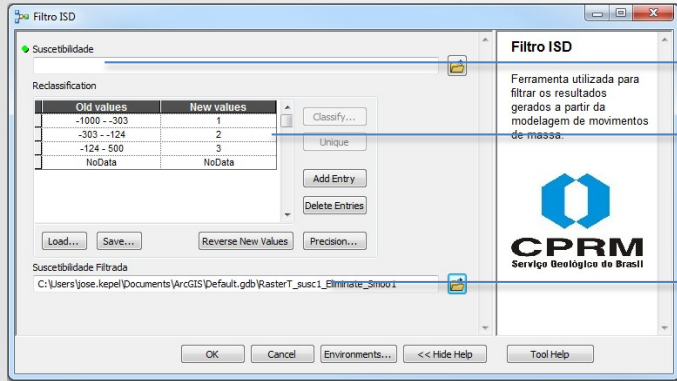 Filtro ISD
Suscetibilidade
Reclassification
Old values New values
-1000 - -303 1
-303 - -124 2
-124 - 500 3
NoData NoData
Classify...
Unique
Add Entry
Delete Entries
Load... Save... Reverse New Values Precision...
Suscetibilidade Filtrada
C:\Users\jose.kepel\Documents\ArcGIS\Default.gdb\RasterT_susc1_Eliminate_Smoo1
OK Cancel Environments... << Hide Help Tool Help
Filtro ISD
Ferramenta utilizada para
filtrar os resultados
gerados a partir da
modelagem de movimentos
de massa.
CPRM
Serviço Geológico do Brasil